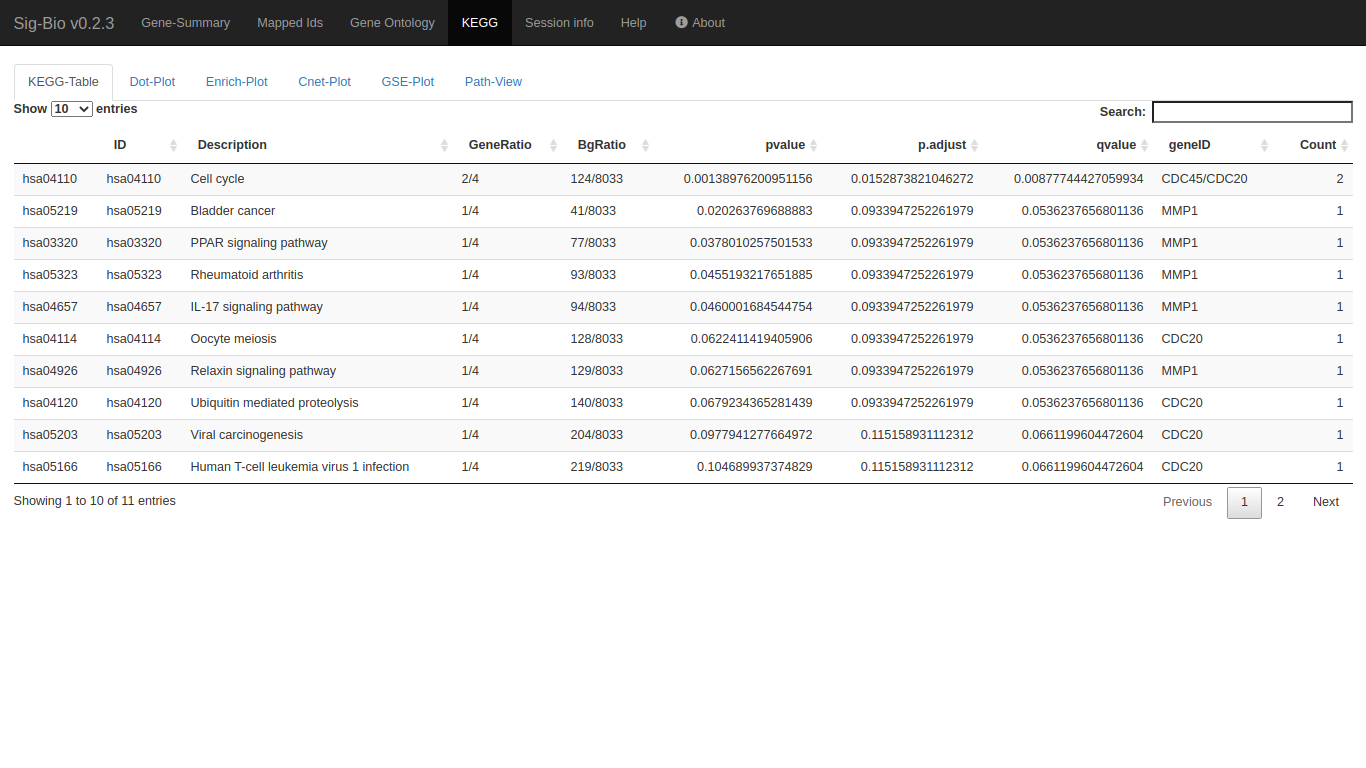 Sig-Bio v0.2.3 Gene-Summary Mapped Ids Gene Ontology KEGG Session info Help About
KEGG-Table Dot-Plot Enrich-Plot Cnet-Plot GSE-Plot Path-View
Show 10 entries Search:
ID Description GeneRatio BgRatio pvalue p.adjust qvalue geneID Count
hsa04110 hsa04110 Cell cycle 2/4 124/8033 0.00138976200951156 0.0152873821046272 0.00877744427059934 CDC45/CDC20 2
hsa05219 hsa05219 Bladder cancer 1/4 41/8033 0.020263769688883 0.0933947252261979 0.0536237656801136 MMP1 1
hsa03320 hsa03320 PPAR signaling pathway 1/4 77/8033 0.0378010257501533 0.0933947252261979 0.0536237656801136 MMP1 1
hsa05323 hsa05323 Rheumatoid arthritis 1/4 93/8033 0.0455193217651885 0.0933947252261979 0.0536237656801136 MMP1 1
hsa04657 hsa04657 IL-17 signaling pathway 1/4 94/8033 0.0460001684544754 0.0933947252261979 0.0536237656801136 MMP1 1
hsa04114 hsa04114 Oocyte meiosis 1/4 128/8033 0.0622411419405906 0.0933947252261979 0.0536237656801136 CDC20 1
hsa04926 hsa04926 Relaxin signaling pathway 1/4 129/8033 0.0627156562267691 0.0933947252261979 0.0536237656801136 MMP1 1
hsa04120 hsa04120 Ubiquitin mediated proteolysis 1/4 140/8033 0.0679234365281439 0.0933947252261979 0.0536237656801136 CDC20 1
hsa05203 hsa05203 Viral carcinogenesis 1/4 204/8033 0.0977941277664972 0.115158931112312 0.0661199604472604 CDC20 1
hsa05166 hsa05166 Human T-cell leukemia virus 1 infection 1/4 219/8033 0.104689937374829 0.115158931112312 0.0661199604472604 CDC20 1
Showing 1 to 10 of 11 entries Previous 1 2 Next